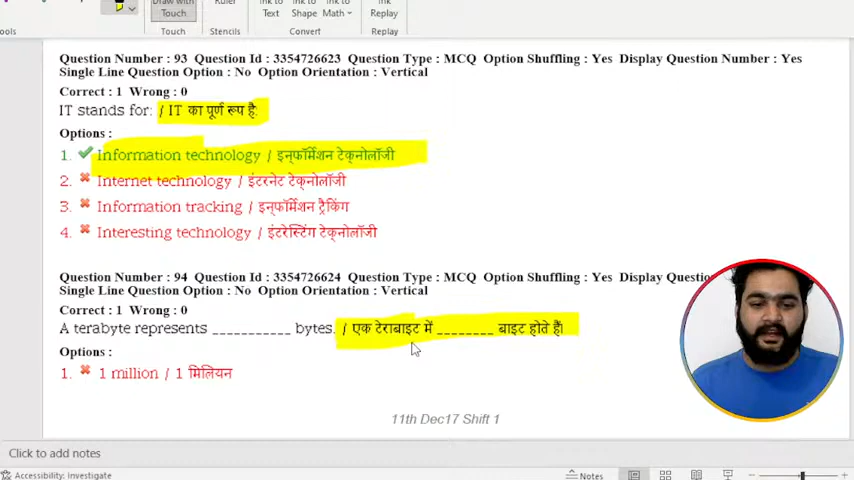 Draw with
Touch
Ruler
Ink to
Text
Ink to
Shape
Ink to
Math
Ink
Replay
Touch
Stencils
Convert
Replay
Question Number : 93 Question Id : 3354726623 Question Type : MCQ Option Shuffling : Yes Display Question Number : Yes
Single Line Question Option : No Option Orientation : Vertical
Correct : 1 Wrong : 0
IT stands for: / IT का पूर्ण रूप है:
Options :
1. Information technology / इन्फॉर्मेशन टेक्नोलॉजी
2. Internet technology / इंटरनेट टेक्नोलॉजी
3. Information tracking / इन्फॉर्मेशन ट्रैकिंग
4. Interesting technology / इंटरेस्टिंग टेक्नोलॉजी
Question Number : 94 Question Id : 3354726624 Question Type : MCQ Option Shuffling : Yes Display Questio
Single Line Question Option : No Option Orientation : Vertical
Correct : 1 Wrong : 0
A terabyte represents ___________ bytes. / एक टेराबाइट में ________ बाइट होते हैं।
Options :
1. 1 million / 1 मिलियन
11th Dec17 Shift 1
Click to add notes
Accessibility: Investigate
Notes